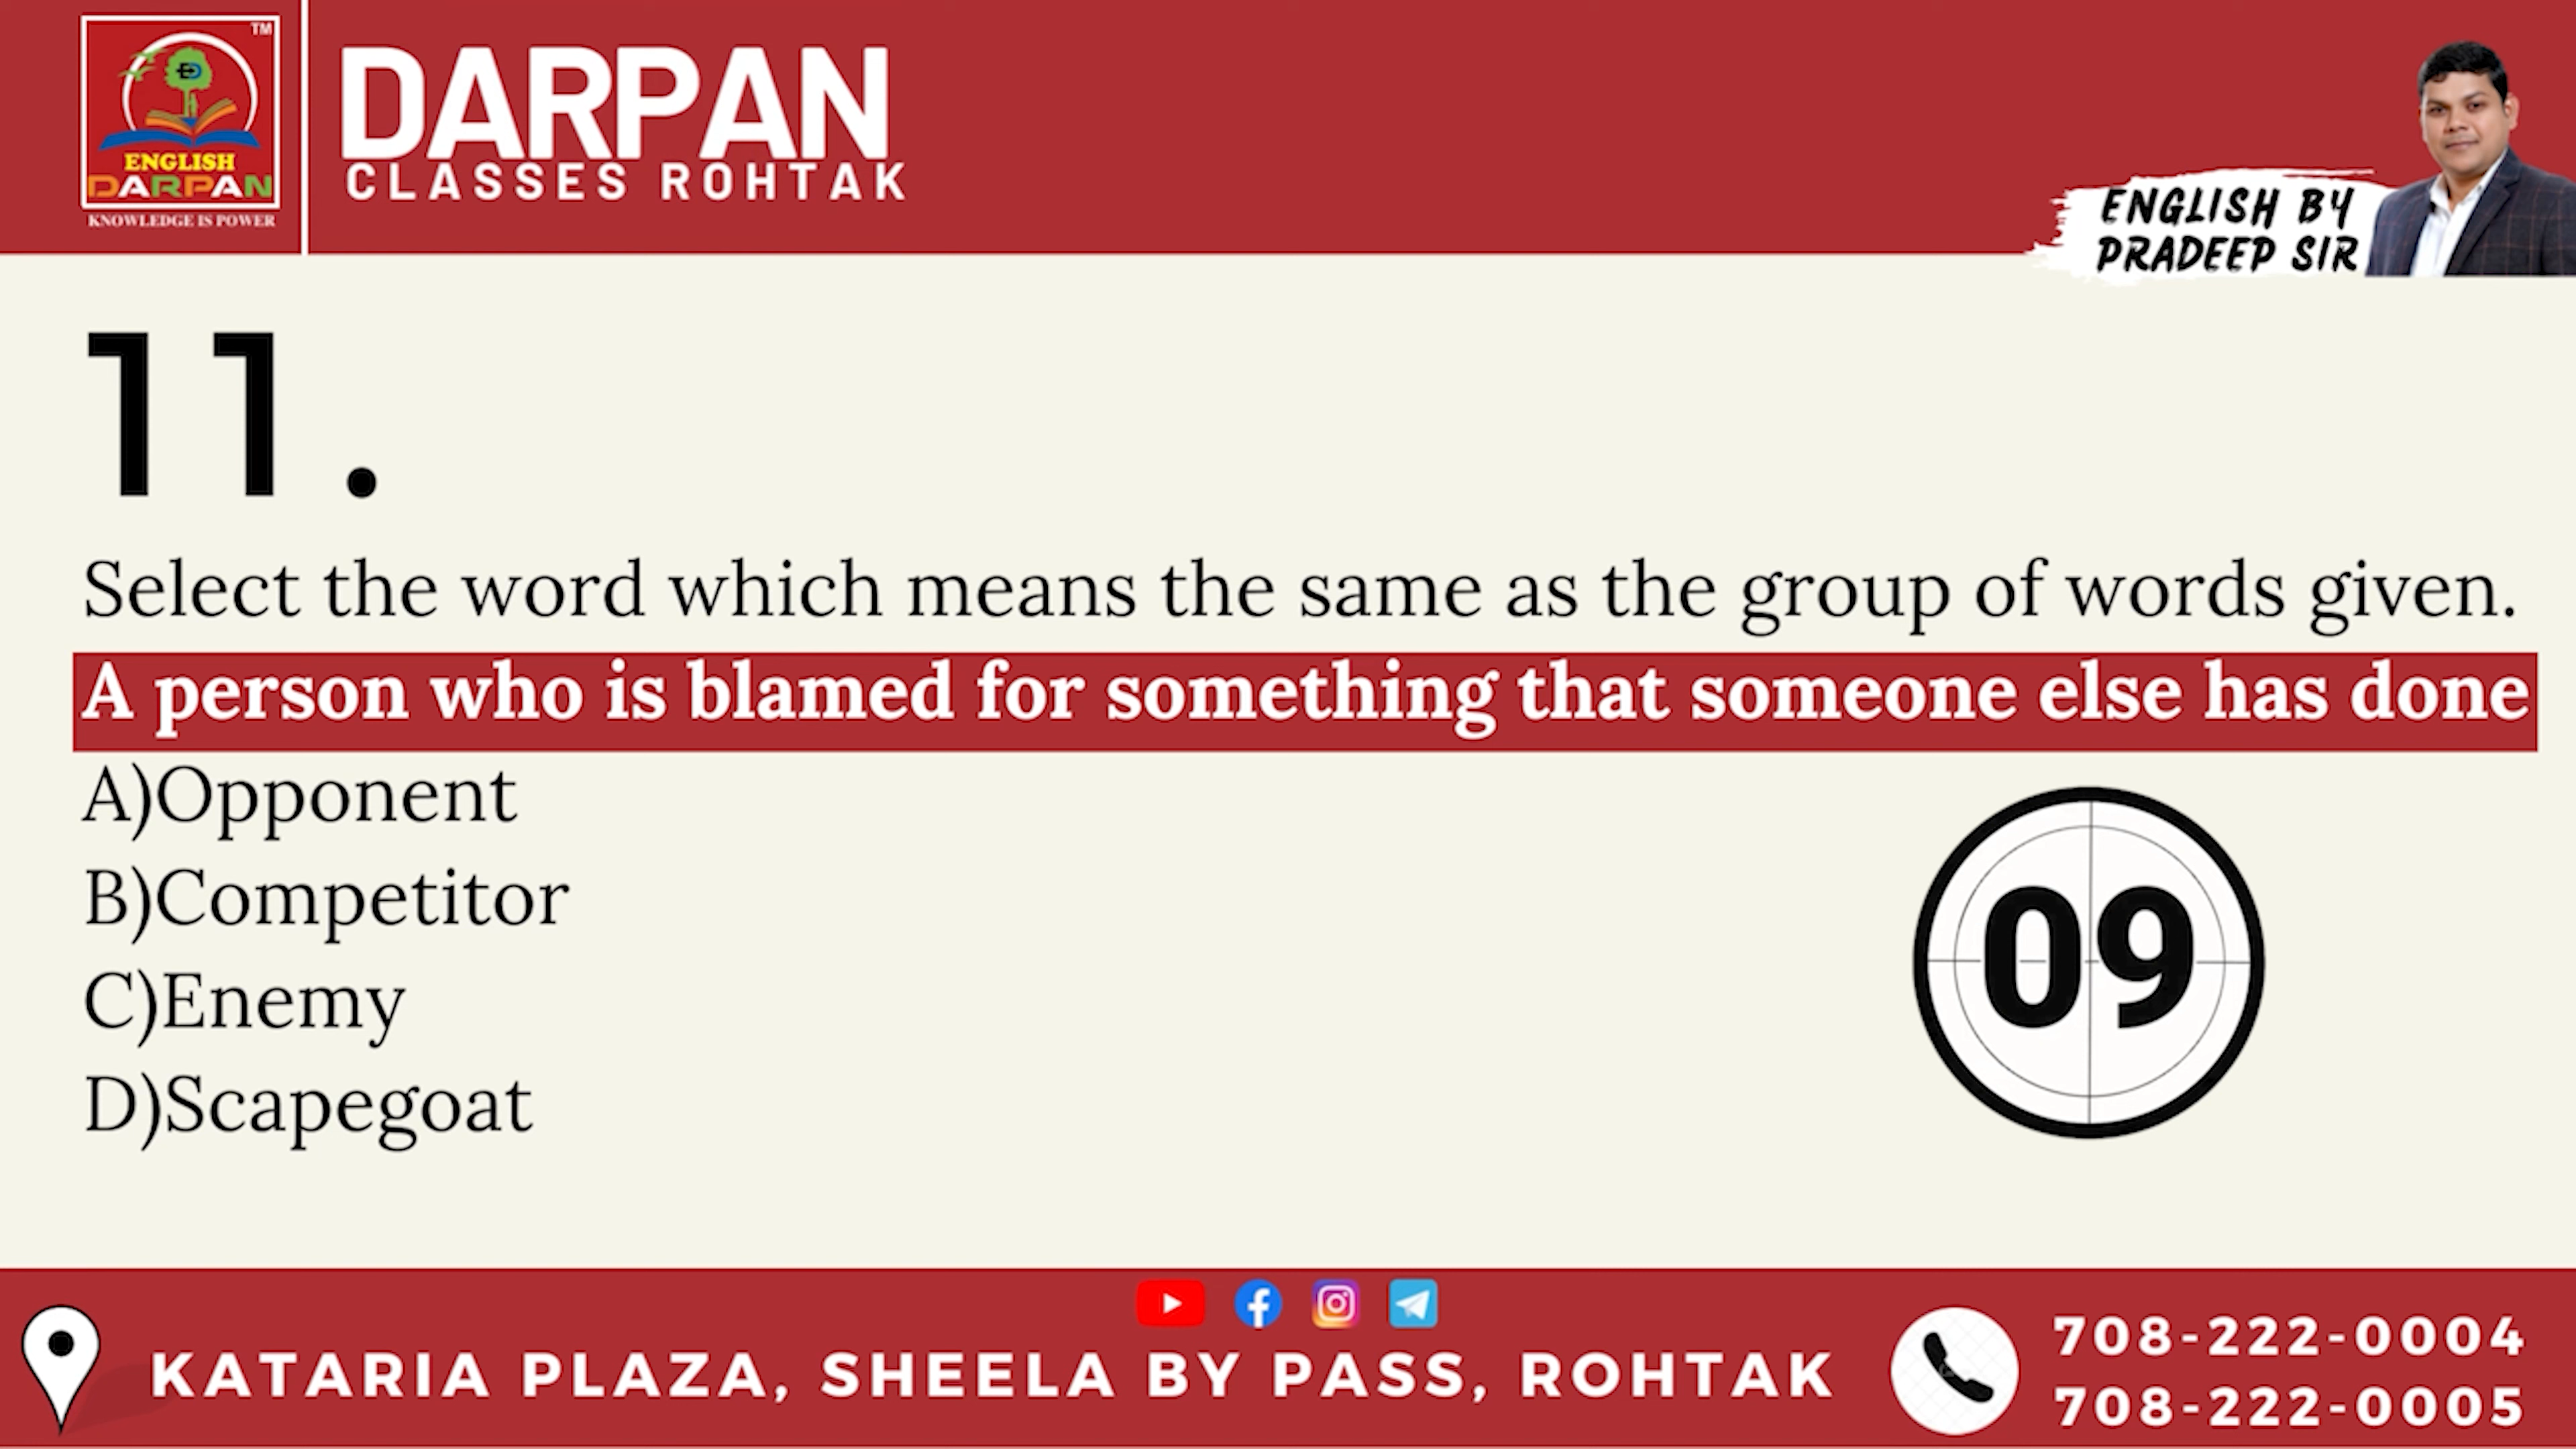 TM
ENGLISH
DARPAN
KNOWLEDGE IS POWER
DARPAN
CLASSES ROHTAK
ENGLISH BY
PRADEEP SIR
11.
Select the word which means the same as the group of words given.
A person who is blamed for something that someone else has done
A)Opponent
B)Competitor
C)Enemy
D)Scapegoat
09
KATARIA PLAZA, SHEELA BY PASS, ROHTAK
708-222-0004
708-222-0005